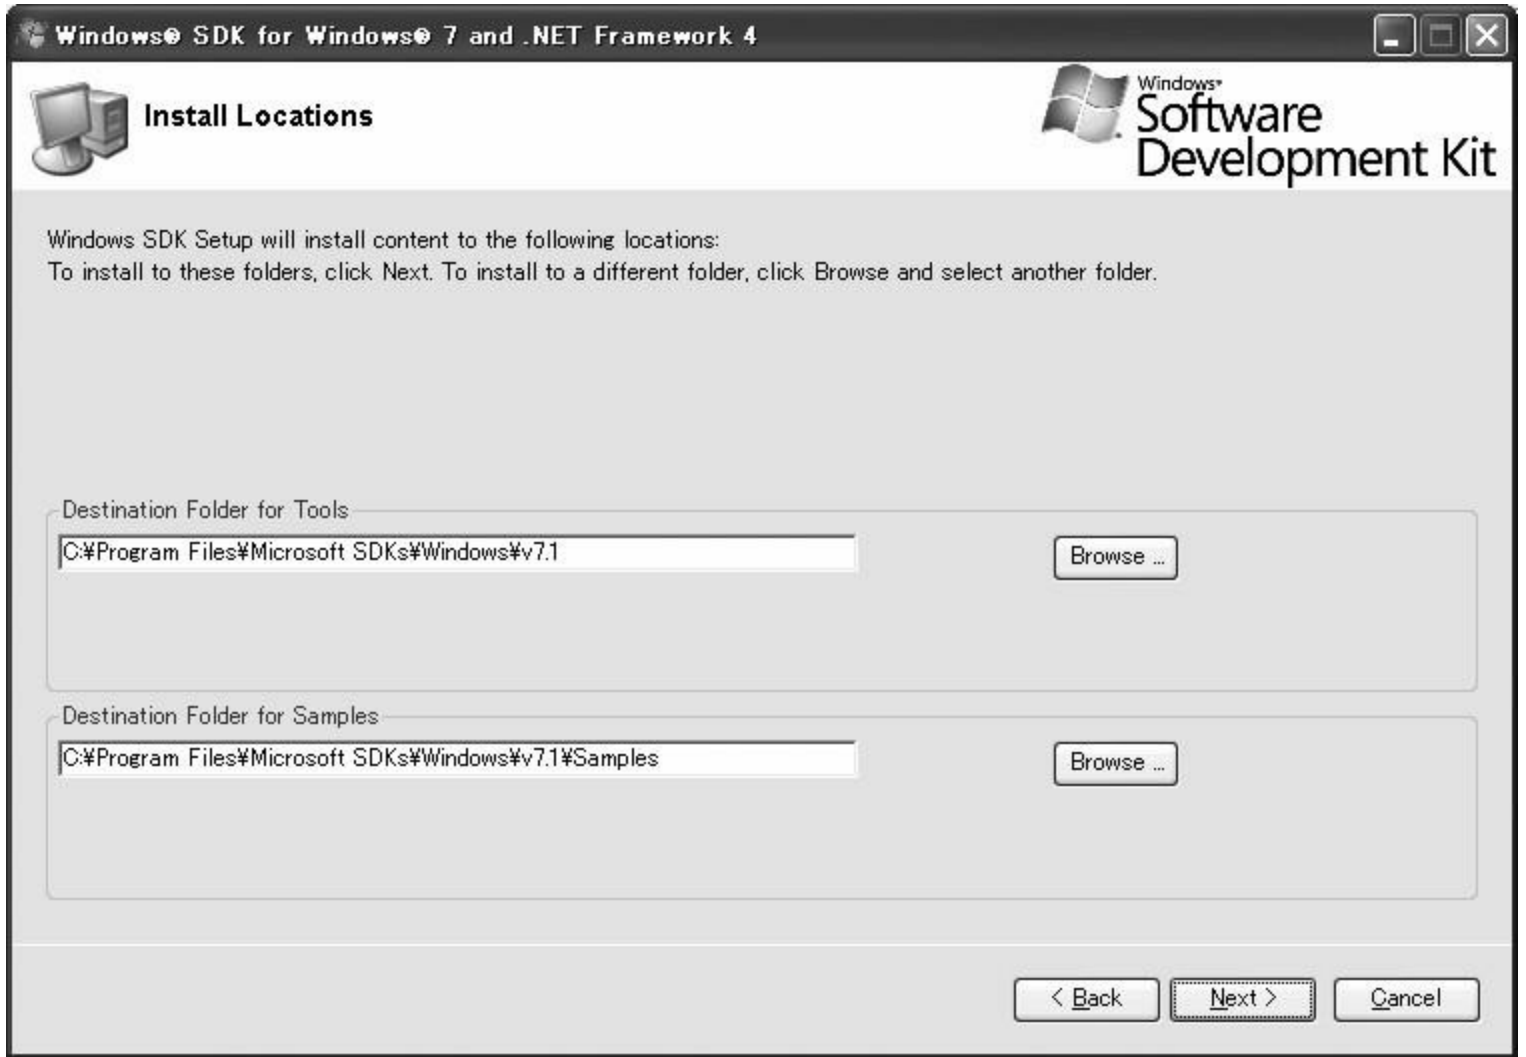 Windows® SDK for Windows® 7 and .NET Framework 4
Install Locations
Windows®
Software
Development Kit
Windows SDK Setup will install content to the following locations:
To install to these folders, click Next. To install to a different folder, click Browse and select another folder.
Destination Folder for Tools
C:¥Program Files¥Microsoft SDKs¥Windows¥v7.1
Browse ...
Destination Folder for Samples
C:¥Program Files¥Microsoft SDKs¥Windows¥v7.1¥Samples
Browse ...
< Back Next > Cancel